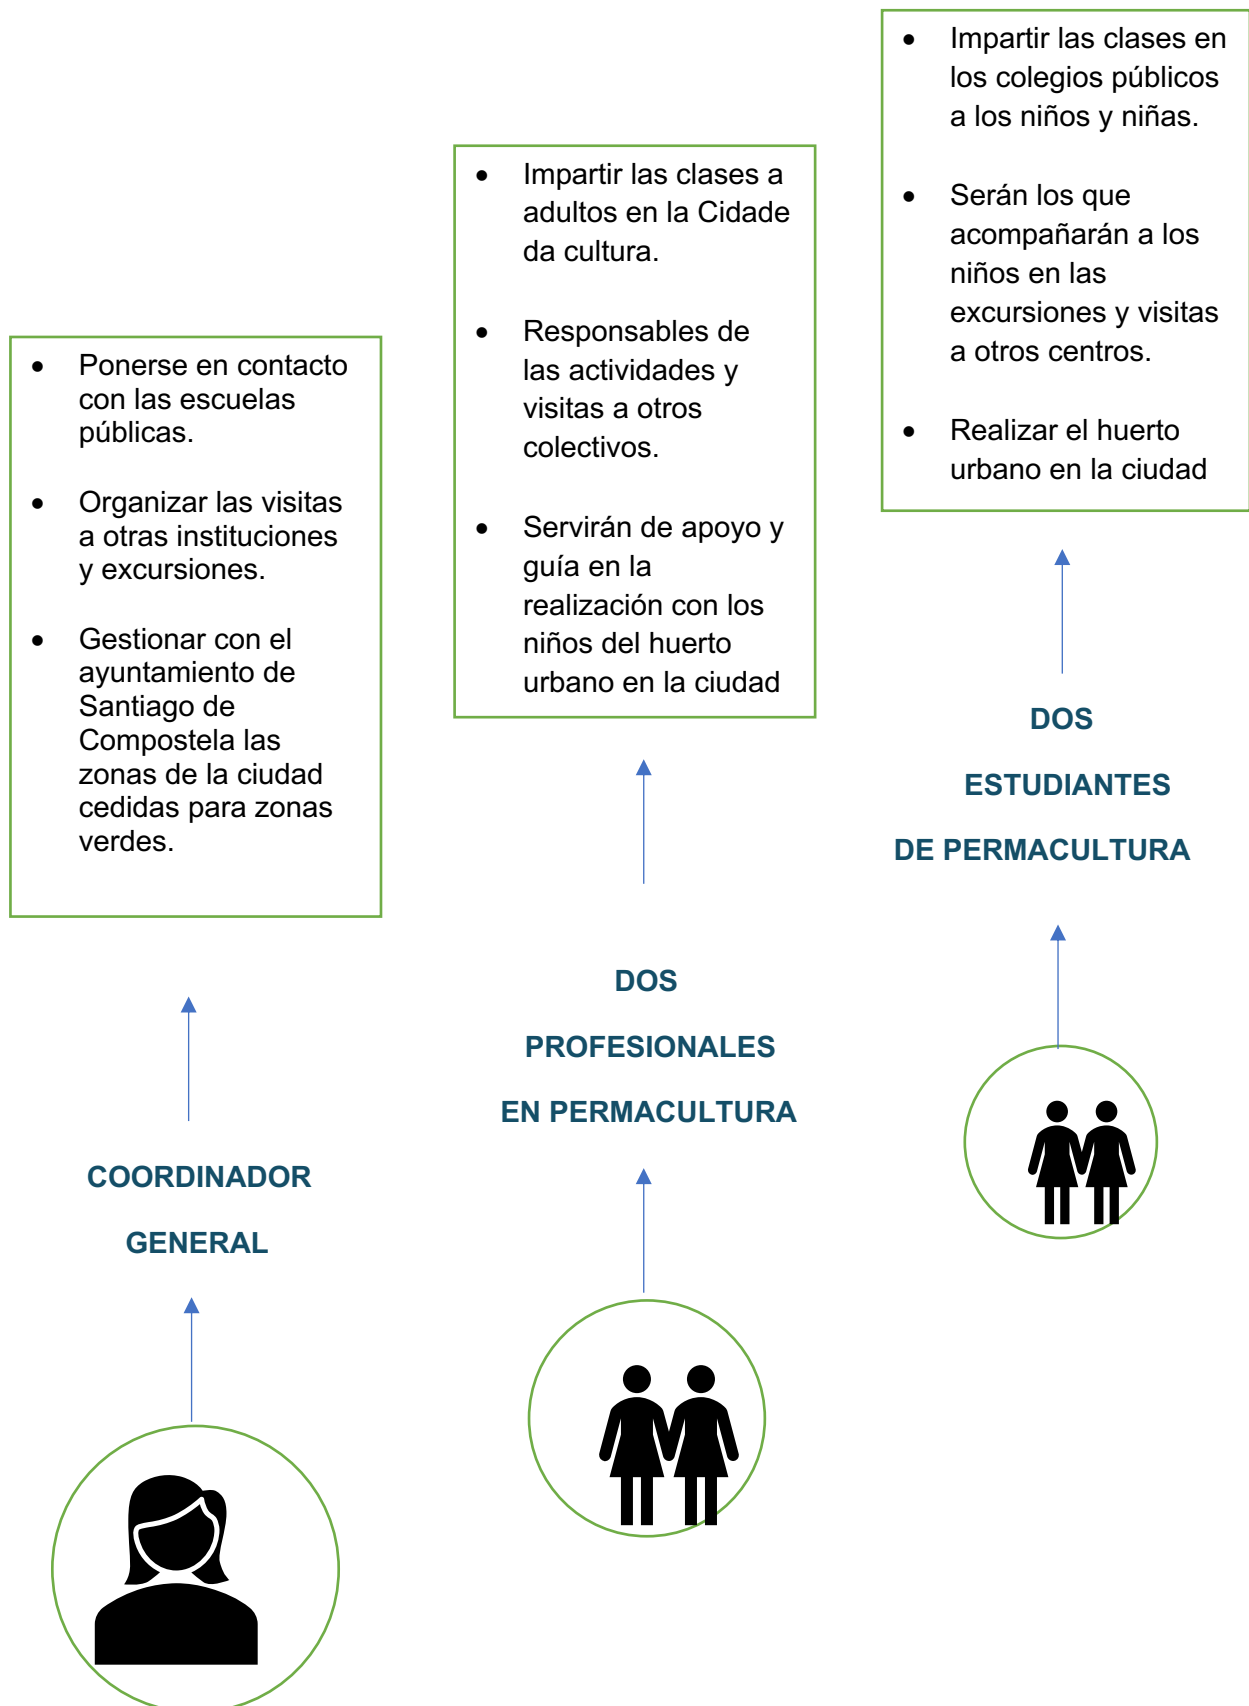 Ponerse en contacto
con las escuelas
públicas.
Organizar las visitas
a otras instituciones
y excursiones.
Gestionar con el
ayuntamiento de
Santiago de
Compostela las
zonas de la ciudad
cedidas para zonas
verdes.
COORDINADOR
GENERAL
Impartir las clases a
adultos en la Cidade
da cultura.
Responsables de
las actividades y
visitas a otros
colectivos.
Servirán de apoyo y
guía en la
realización con los
niños del huerto
urbano en la ciudad
DOS
PROFESIONALES
EN PERMACULTURA
Impartir las clases en
los colegios públicos
a los niños y niñas.
Serán los que
acompañarán a los
niños en las
excursiones y visitas
a otros centros.
Realizar el huerto
urbano en la ciudad
DOS
ESTUDIANTES
DE PERMACULTURA